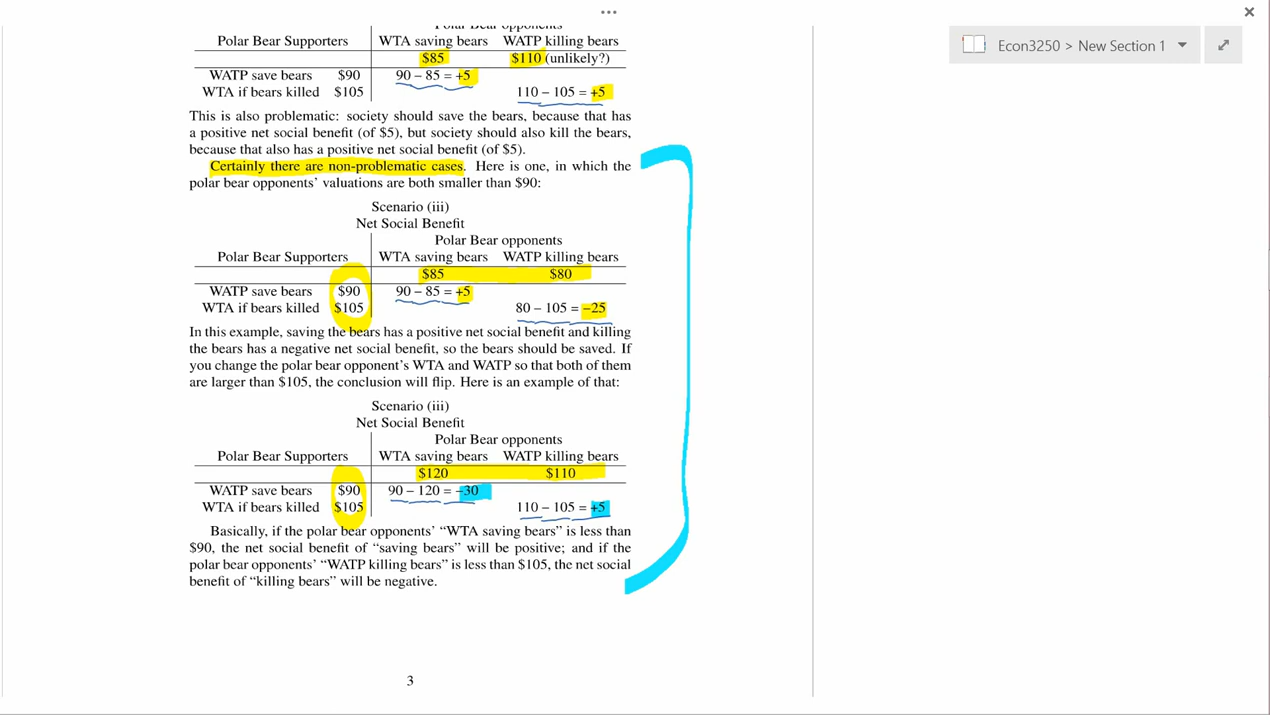 Polar Bear opponents
Econ3250 > New Section 1
Polar Bear Supporters WTA saving bears WATP killing bears
$85 $110 (unlikely?)
WATP save bears $90 90 – 85 = +5
WTA if bears killed $105 110 – 105 = +5
This is also problematic: society should save the bears, because that has
a positive net social benefit (of $5), but society should also kill the bears,
because that also has a positive net social benefit (of $5).
Certainly there are non-problematic cases. Here is one, in which the
polar bear opponents' valuations are both smaller than $90:
Scenario (iii)
Net Social Benefit
Polar Bear opponents
Polar Bear Supporters WTA saving bears WATP killing bears
$85 $80
WATP save bears $90 90 – 85 = +5
WTA if bears killed $105 80 – 105 = –25
In this example, saving the bears has a positive net social benefit and killing
the bears has a negative net social benefit, so the bears should be saved. If
you change the polar bear opponent's WTA and WATP so that both of them
are larger than $105, the conclusion will flip. Here is an example of that:
Scenario (iii)
Net Social Benefit
Polar Bear opponents
Polar Bear Supporters WTA saving bears WATP killing bears
$120 $110
WATP save bears $90 90 – 120 = –30
WTA if bears killed $105 110 – 105 = +5
Basically, if the polar bear opponents' "WTA saving bears" is less than
$90, the net social benefit of "saving bears" will be positive; and if the
polar bear opponents' "WATP killing bears" is less than $105, the net social
benefit of "killing bears" will be negative.
3